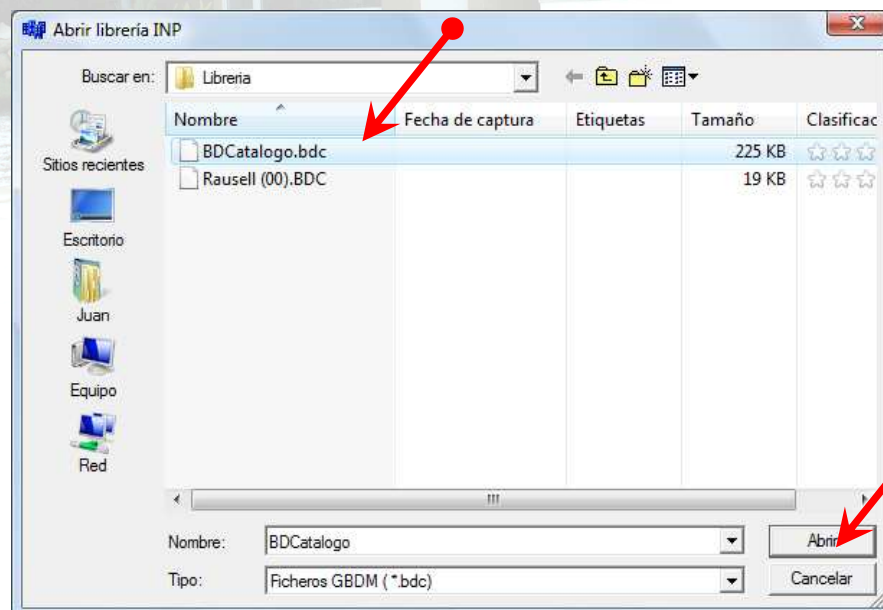 Abrir librería INP
Buscar en: Libreria
Nombre Fecha de captura Etiquetas Tamaño Clasificac
BDCatalogo.bdc 225 KB
Rausell (00).BDC 19 KB
Sitios recientes
Escritorio
Juan
Equipo
Red
Nombre: BDCatalogo Abrir
Tipo: Ficheros GBDM ( *.bdc) Cancelar